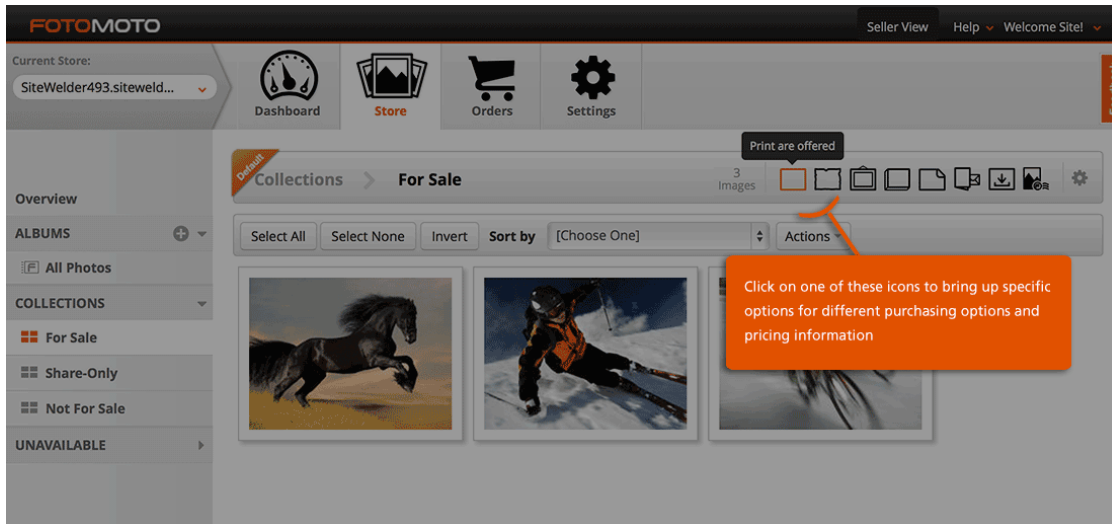 FOTOMOTO
Seller View Help Welcome Site!
Current Store:
SiteWelder493.siteweld...
Dashboard
Store
Orders
Settings
Print are offered
Default
Collections For Sale
3
Images
Overview
ALBUMS
All Photos
COLLECTIONS
For Sale
Share-Only
Not For Sale
UNAVAILABLE
Select All Select None Invert Sort by [Choose One] Actions
Click on one of these icons to bring up specific
options for different purchasing options and
pricing information